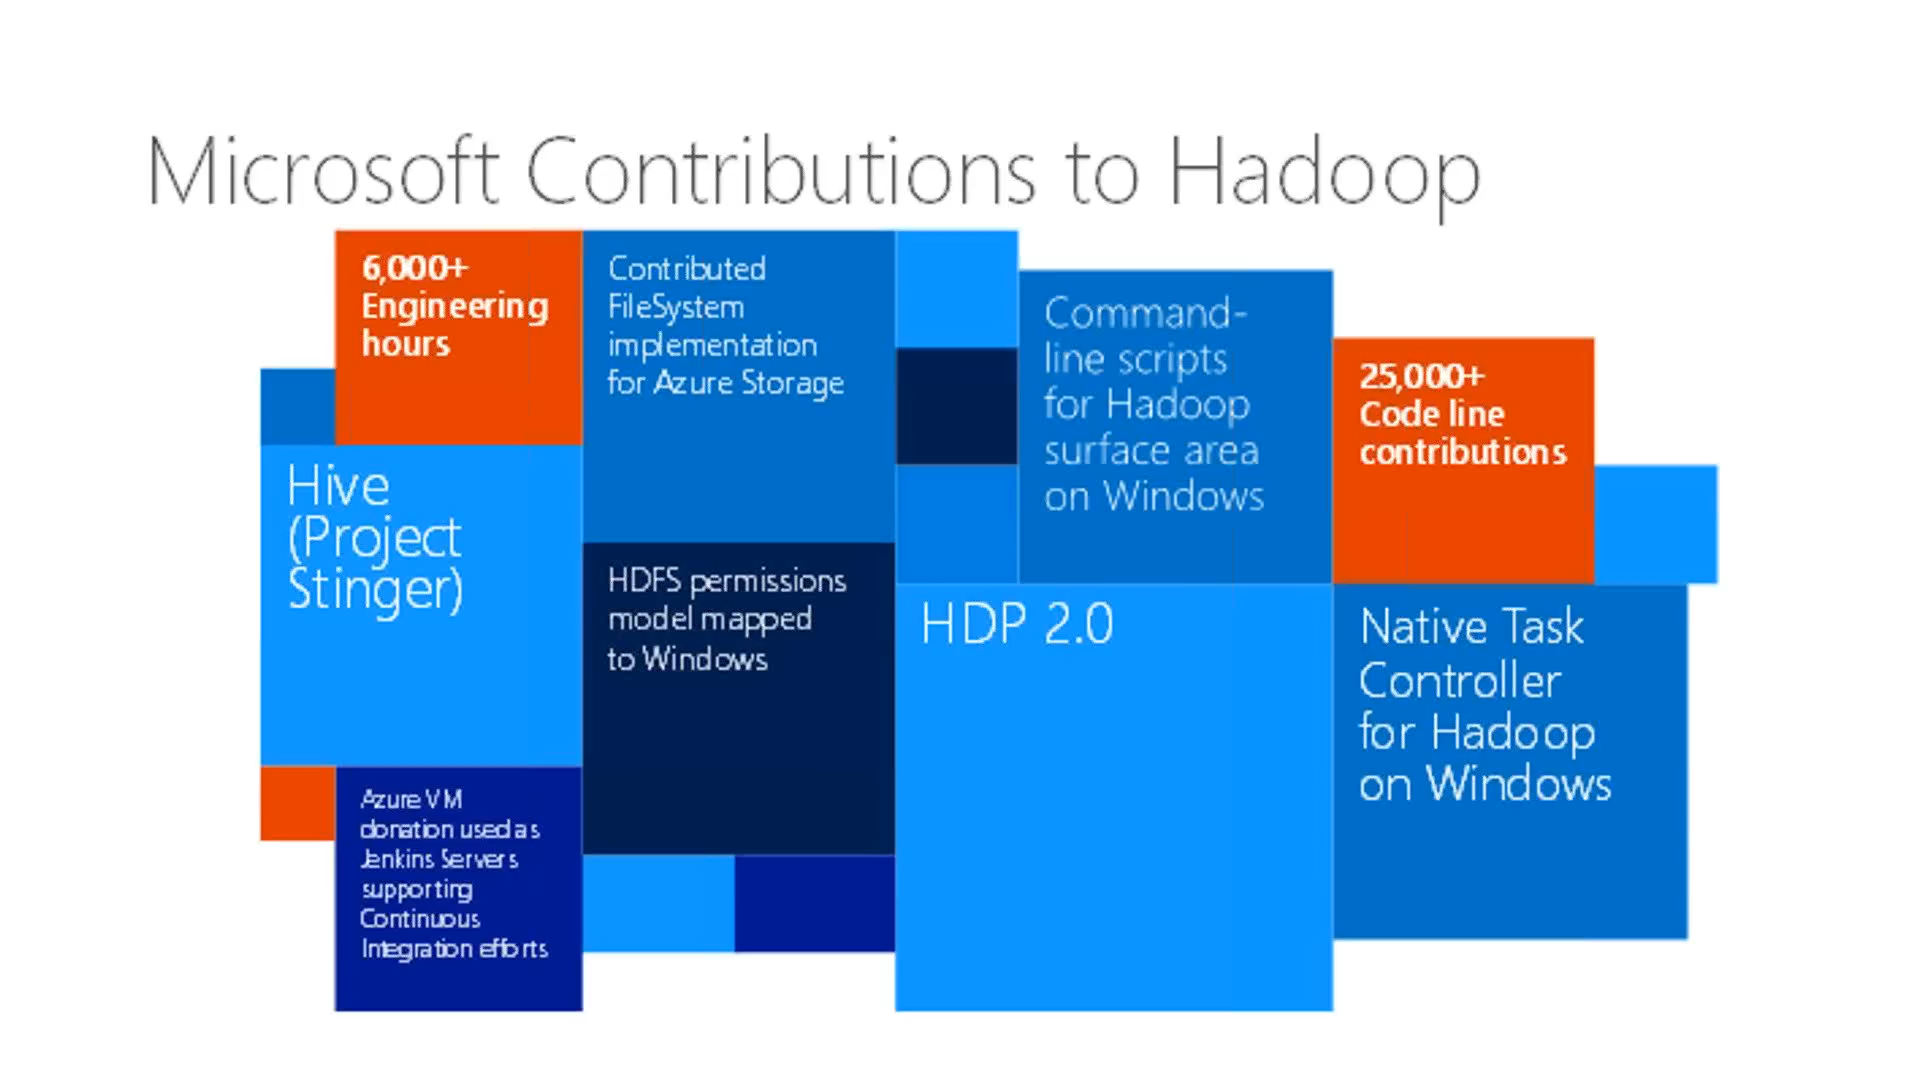 Microsoft Contributions to Hadoop
6,000+
Engineering
hours
Contributed
FileSystem
implementation
for Azure Storage
Command-
line scripts
for Hadoop
surface area
on Windows
25,000+
Code line
contributions
Hive
(Project
Stinger)
HDFS permissions
model mapped
to Windows
HDP 2.0
Native Task
Controller
for Hadoop
on Windows
Azure VM
donation used as
Jenkins Servers
supporting
Continuous
Integration efforts